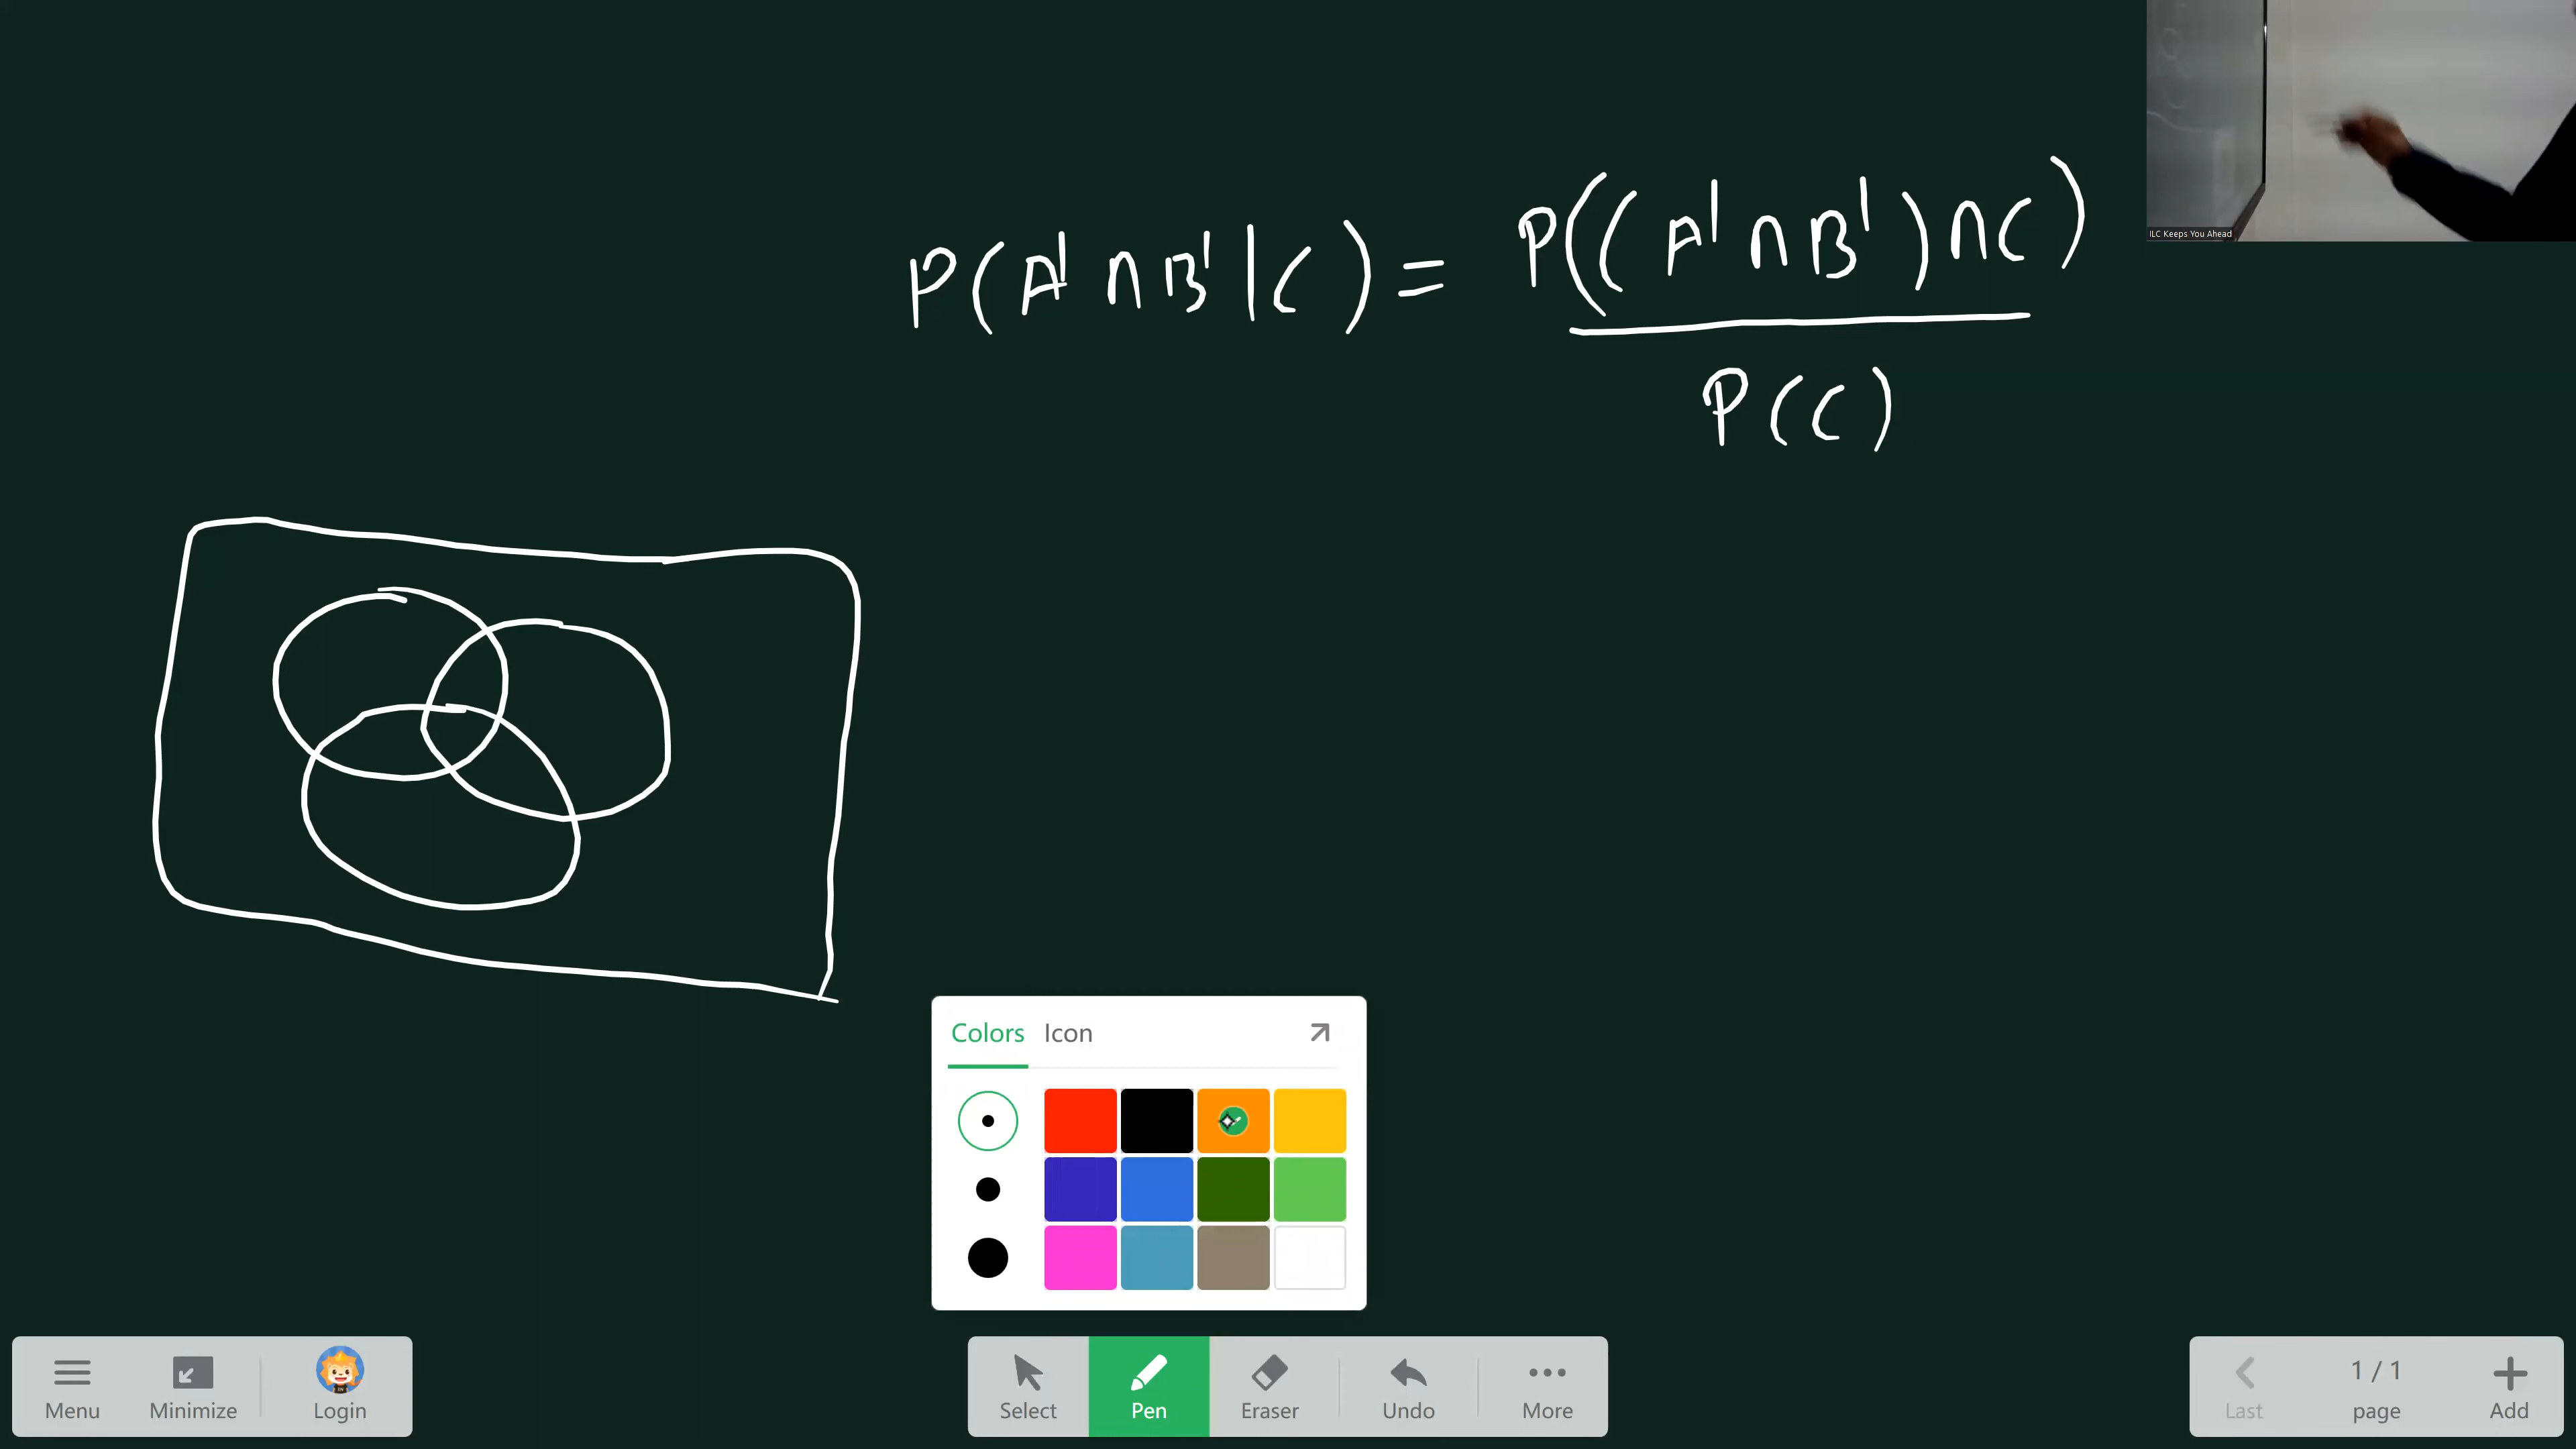 ILC Keeps You Ahead
P(A' ∩ B' | C) = P((A' ∩ B') ∩ C)
P(C)
Colors Icon
Menu Minimize Login
Select Pen Eraser Undo More
Last 1 / 1 page Add